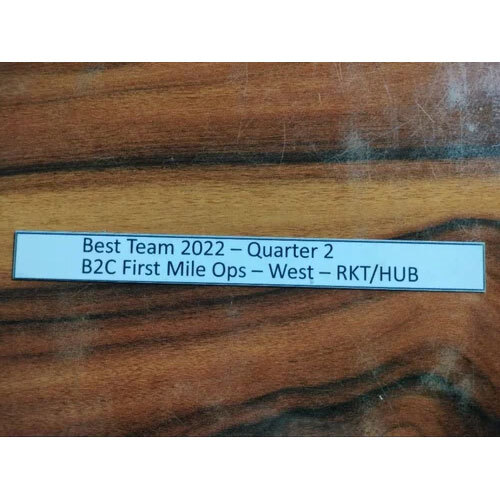 Best Team 2022 – Quarter 2
B2C First Mile Ops – West – RKT/HUB